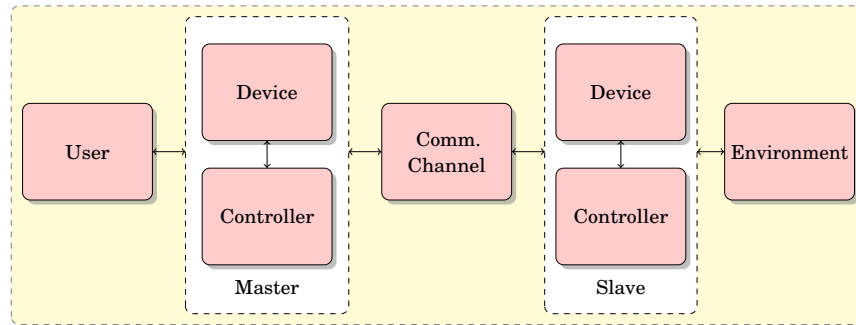 User
Device
Controller
Master
Comm.
Channel
Device
Controller
Slave
Environment